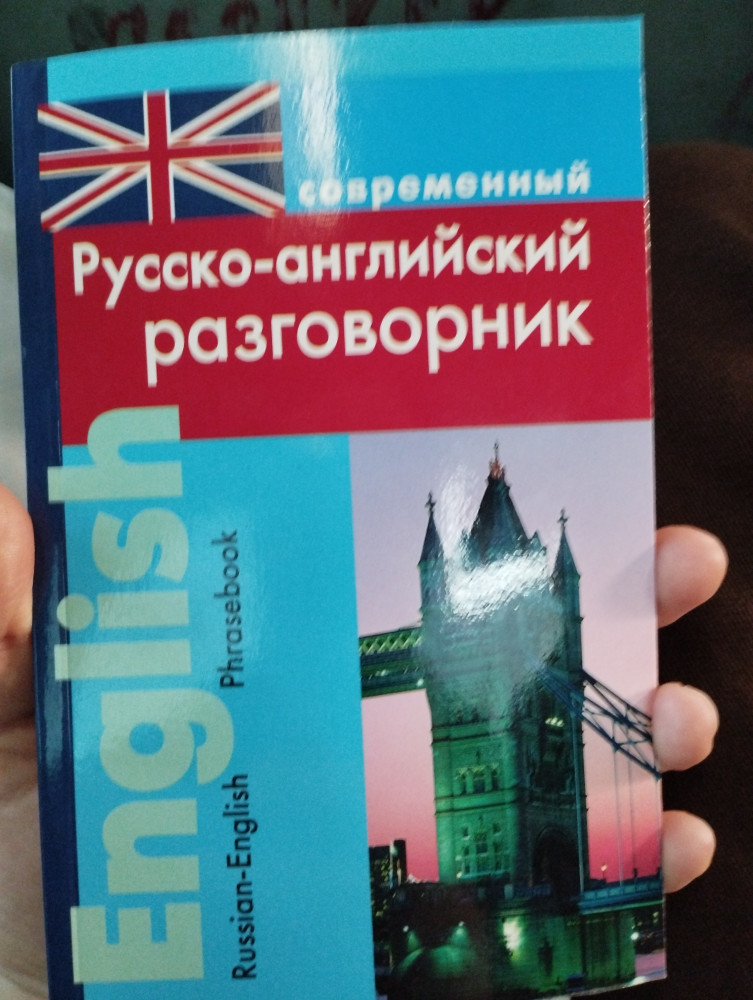 современный
Русско-английский
разговорник
English
Russian-English Phrasebook